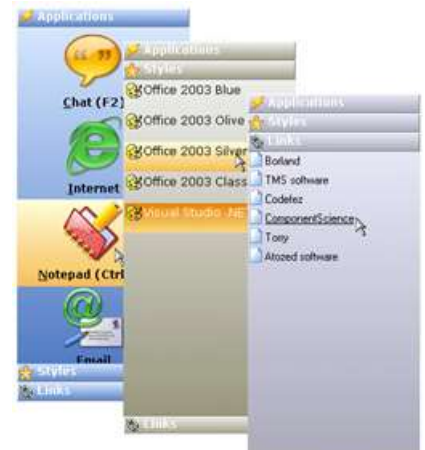 Applications
Chat (F2)
Internet
Notepad (Ctrl
Email
Styles
Links
Applications
Styles
Office 2003 Blue
Office 2003 Olive
Office 2003 Silver
Office 2003 Class
Visual Studio .NE
Links
Applications
Styles
Links
Borland
TMS software
Codefez
ComponentScience
Torry
Atozed software